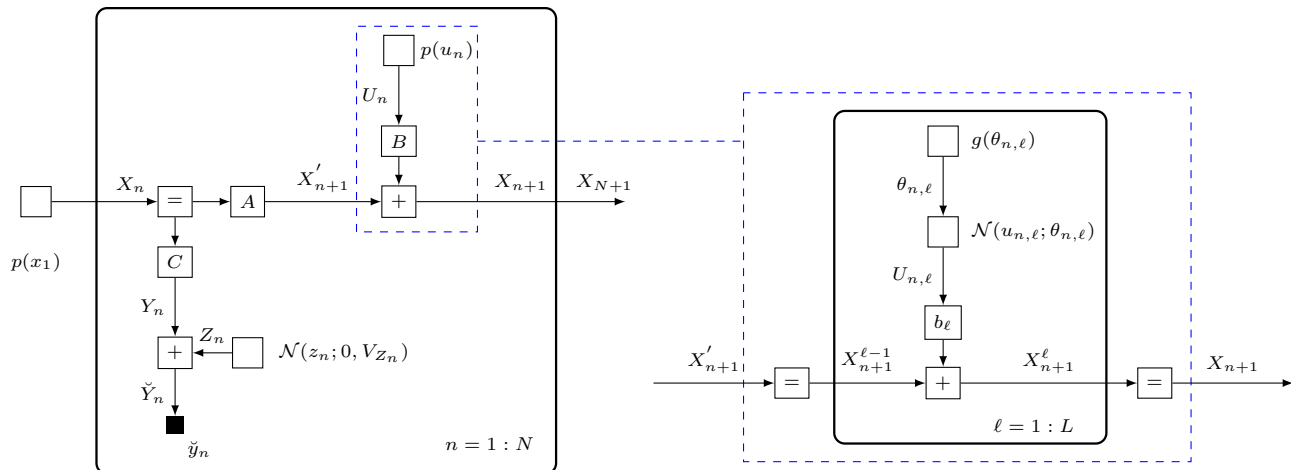 p(u_n)
U_n
B
X_n
=
A
X'_{n+1}
+
X_{n+1}
X_{N+1}
p(x_1)
C
Y_n
+
Z_n
𝒩(z_n; 0, V_{Z_n})
Y̆_n
y̆_n
n = 1 : N
g(θ_{n,ℓ})
θ_{n,ℓ}
𝒩(u_{n,ℓ}; θ_{n,ℓ})
U_{n,ℓ}
b_ℓ
X'_{n+1}
=
X^{ℓ−1}_{n+1}
+
X^ℓ_{n+1}
=
X_{n+1}
ℓ = 1 : L